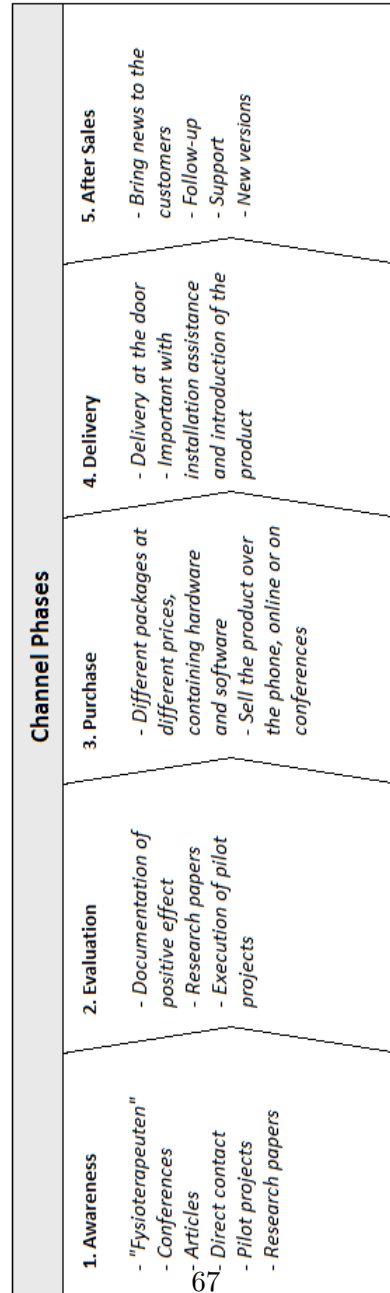 Channel Phases
1. Awareness
- "Fysioterapeuten"
- Conferences
- Articles
- Direct contact
- Pilot projects
- Research papers
2. Evaluation
- Documentation of
positive effect
- Research papers
- Execution of pilot
projects
3. Purchase
- Different packages at
different prices,
containing hardware
and software
- Sell the product over
the phone, online or on
conferences
4. Delivery
- Delivery at the door
- Important with
installation assistance
and introduction of the
product
5. After Sales
- Bring news to the
customers
- Follow-up
- Support
- New versions
67